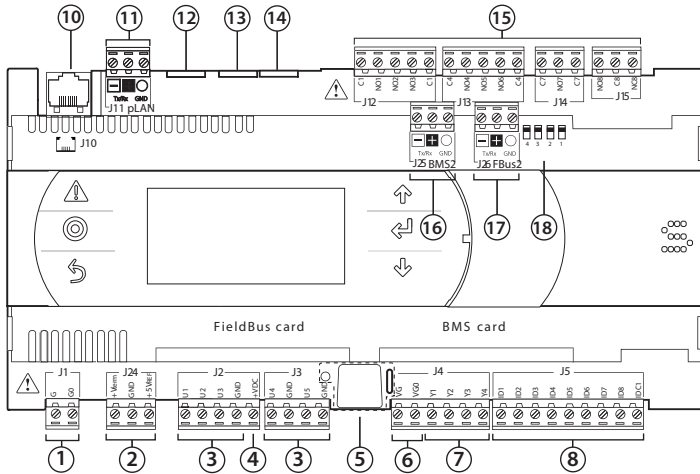 10 11 12 13 14 15
C1 NO1 NO2 NO3 C1 C4 NO4 NO5 NO6 C4 C7 NO7 C7 NO8 C8 NC8
J12 J13 J14 J15
Tx/Rx GND
J11 pLAN
J10
Tx/Rx GND Tx/Rx GND
4 3 2 1
J25 BMS2 J26 FBus2
16 17 18
FieldBus card BMS card
J1 J24 J2 J3 J4 J5
G G0 +Vterm GND +5VREF U1 U2 U3 GND +VDC U4 GND U5 GND VG VG0 Y1 Y2 Y3 Y4 ID1 ID2 ID3 ID4 ID5 ID6 ID7 ID8 IDC1
1 2 3 4 3 5 6 7 8